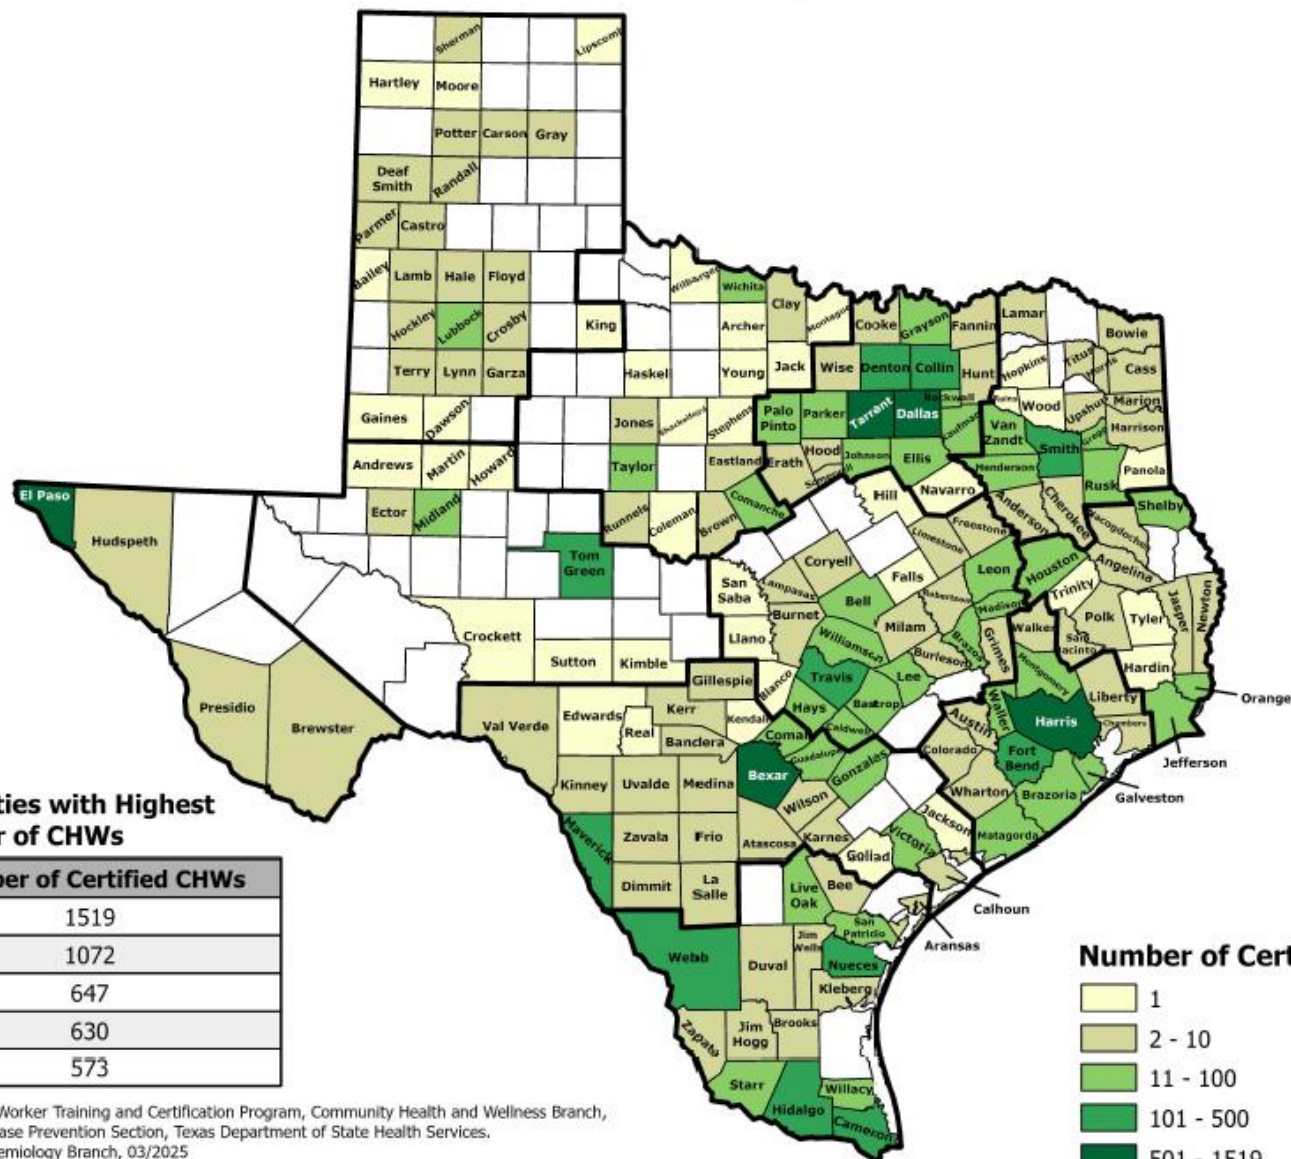 Sherman
Lipscomb
Hartley
Moore
Potter
Carson
Gray
Deaf
Smith
Randall
Parmer
Castro
Bailey
Lamb
Hale
Floyd
Wilbarger
Wichita
Clay
Montague
Cooke
Grayson
Fannin
Lamar
Bowie
Hockley
Lubbock
Crosby
King
Archer
Terry
Lynn
Garza
Haskel
Young
Jack
Wise
Denton
Collin
Hunt
Hopkins
Titus
Morris
Cass
Gaines
Dawson
Jones
Shackelford
Stephens
Palo
Pinto
Parker
Tarrant
Dallas
Rockwall
Kaufman
Rains
Wood
Upshur
Marion
Harrison
Van
Zandt
Smith
Gregg
Andrews
Martin
Howard
Taylor
Eastland
Erath
Hood
Somervell
Johnson
Ellis
Henderson
Rusk
Panola
El Paso
Hudspeth
Ector
Midland
Runnels
Coleman
Brown
Comanche
Hill
Navarro
Anderson
Cherokee
Shelby
Nacogdoches
Tom
Green
San
Saba
Lampasas
Coryell
Limestone
Freestone
Leon
Houston
Angelina
Falls
Bell
Robertson
Madison
Trinity
Crockett
Llano
Burnet
Milam
Brazos
Walker
Polk
Tyler
Jasper
Newton
Sutton
Kimble
Williamson
Burleson
Grimes
San
Jacinto
Hardin
Gillespie
Blanco
Travis
Lee
Montgomery
Liberty
Orange
Presidio
Brewster
Val Verde
Edwards
Real
Kerr
Kendall
Bandera
Hays
Bastrop
Caldwell
Austin
Waller
Harris
Chambers
Jefferson
Comal
Guadalupe
Colorado
Fort
Bend
Kinney
Uvalde
Medina
Bexar
Gonzalas
Wilson
Wharton
Brazoria
Galveston
ties with Highest
r of CHWs
Maverick
Zavala
Frio
Atascosa
Karnes
Jackson
Victoria
Matagorda
Goliad
ber of Certified CHWs
Dimmit
La
Salle
Live
Oak
Bee
Calhoun
1519
San
Patricio
Aransas
1072
Webb
Duval
Jim
Wells
Nueces
Number of Cert
647
Kleberg
1
630
Zapata
Jim
Hogg
Brooks
2 - 10
573
Starr
Willacy
11 - 100
Hidalgo
Cameron
101 - 500
Worker Training and Certification Program, Community Health and Wellness Branch,
ase Prevention Section, Texas Department of State Health Services.
emiology Branch, 03/2025
501 - 1519